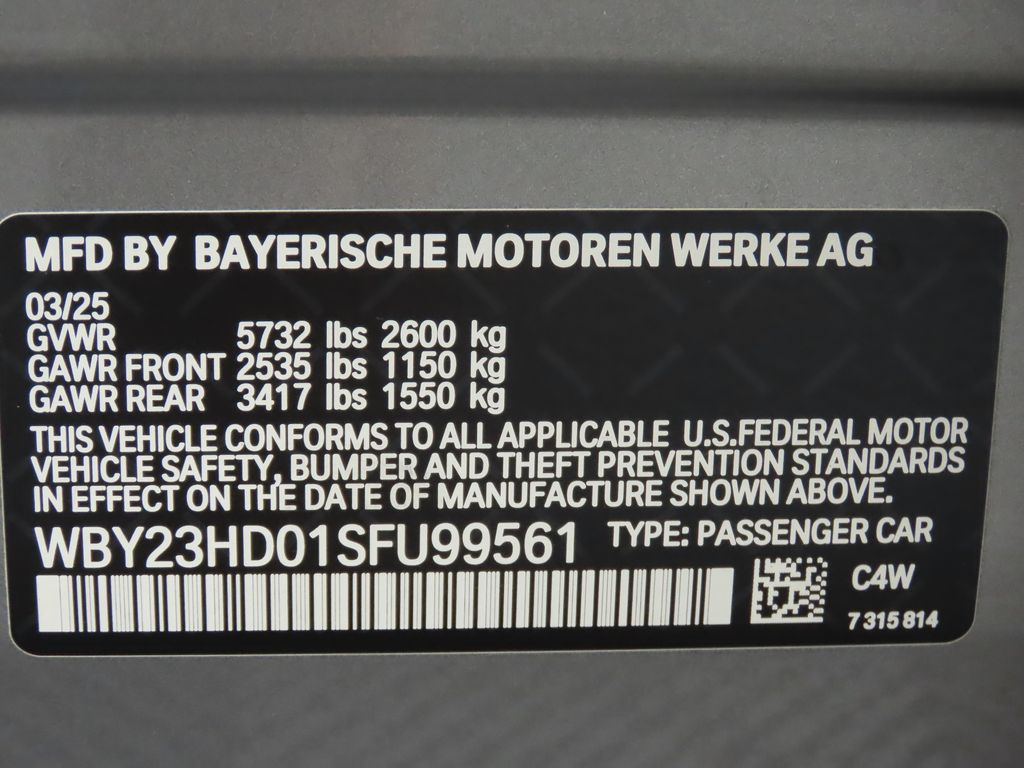 MFD BY BAYERISCHE MOTOREN WERKE AG
03/25
GVWR 5732 lbs 2600 kg
GAWR FRONT 2535 lbs 1150 kg
GAWR REAR 3417 lbs 1550 kg
THIS VEHICLE CONFORMS TO ALL APPLICABLE U.S.FEDERAL MOTOR
VEHICLE SAFETY, BUMPER AND THEFT PREVENTION STANDARDS
IN EFFECT ON THE DATE OF MANUFACTURE SHOWN ABOVE.
WBY23HD01SFU99561 TYPE: PASSENGER CAR
C4W
7 315 814